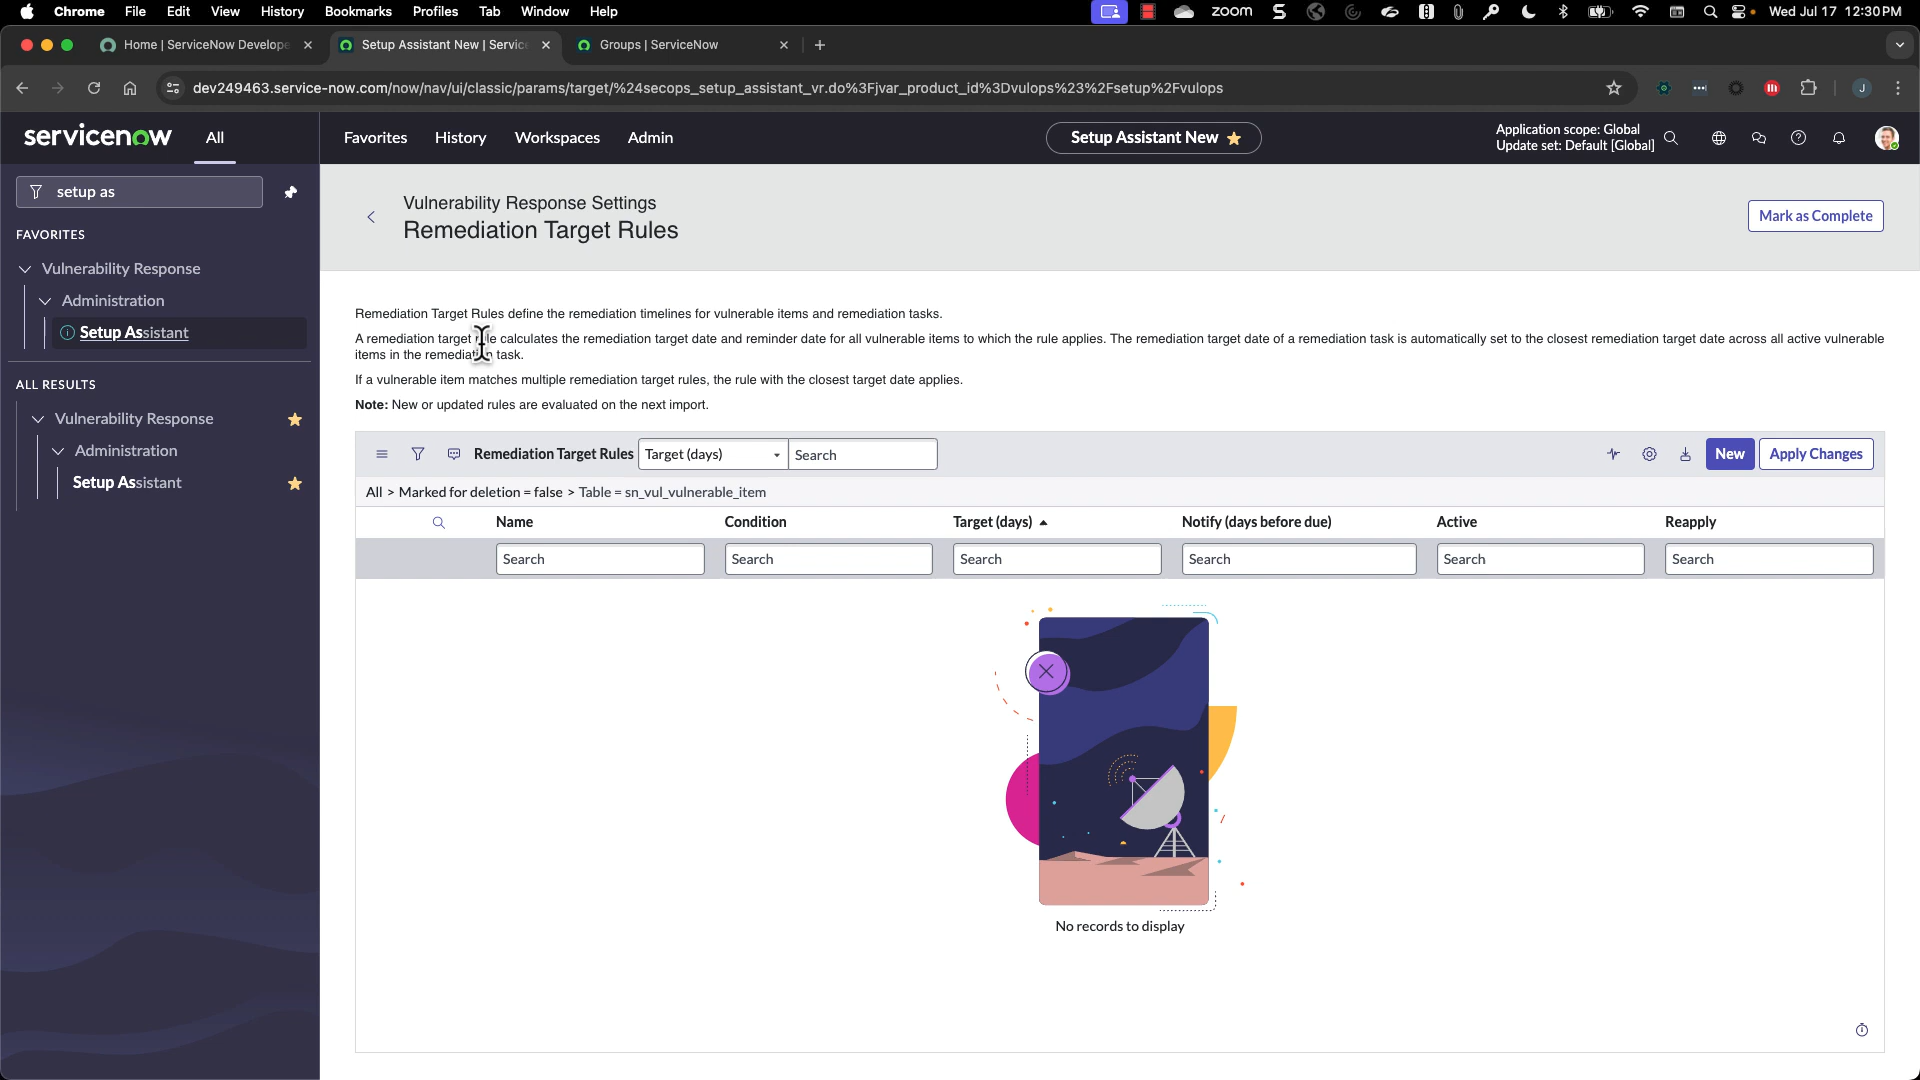 Chrome File Edit View History Bookmarks Profiles Tab Window Help zoom Wed Jul 17 12:30 PM
Home | ServiceNow Develope Setup Assistant New | Servic Groups | ServiceNow
dev249463.service-now.com/now/nav/ui/classic/params/target/%24secops_setup_assistant_vr.do%3Fjvar_product_id%3Dvulops%23%2Fsetup%2Fvulops J
servicenow All Favorites History Workspaces Admin Setup Assistant New Application scope: Global
Update set: Default [Global]
setup as
FAVORITES
Vulnerability Response
Administration
Setup Assistant
ALL RESULTS
Vulnerability Response
Administration
Setup Assistant
Vulnerability Response Settings
Remediation Target Rules
Mark as Complete
Remediation Target Rules define the remediation timelines for vulnerable items and remediation tasks.
A remediation target rule calculates the remediation target date and reminder date for all vulnerable items to which the rule applies. The remediation target date of a remediation task is automatically set to the closest remediation target date across all active vulnerable
items in the remediation task.
If a vulnerable item matches multiple remediation target rules, the rule with the closest target date applies.
Note: New or updated rules are evaluated on the next import.
Remediation Target Rules Target (days) Search New Apply Changes
All > Marked for deletion = false > Table = sn_vul_vulnerable_item
Name Condition Target (days) Notify (days before due) Active Reapply
Search Search Search Search Search Search
No records to display